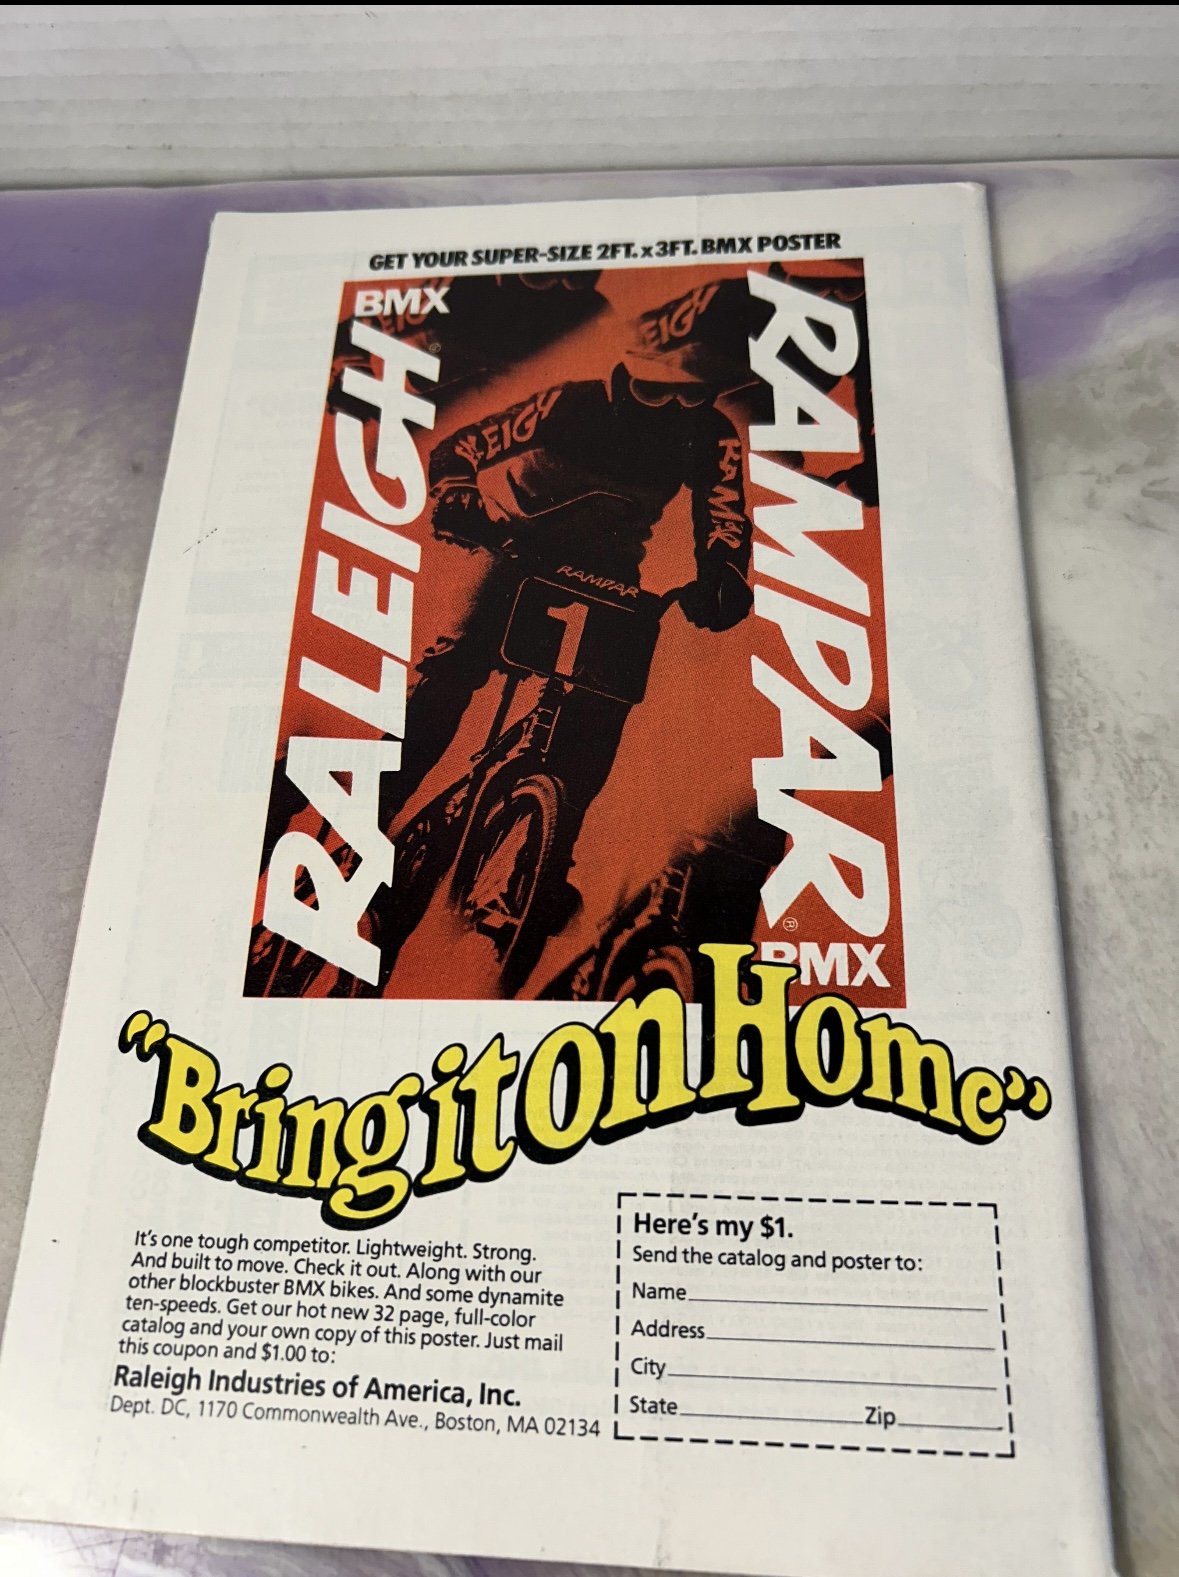 GET YOUR SUPER-SIZE 2FT. x 3FT. BMX POSTER
BMX
RALEIGH®
RAMPAR®
BMX
RAMPAR
1
"Bring it on Home"
It's one tough competitor. Lightweight. Strong.
And built to move. Check it out. Along with our
other blockbuster BMX bikes. And some dynamite
ten-speeds. Get our hot new 32 page, full-color
catalog and your own copy of this poster. Just mail
this coupon and $1.00 to:
Raleigh Industries of America, Inc.
Dept. DC, 1170 Commonwealth Ave., Boston, MA 02134
Here's my $1.
Send the catalog and poster to:
Name
Address
City
State Zip